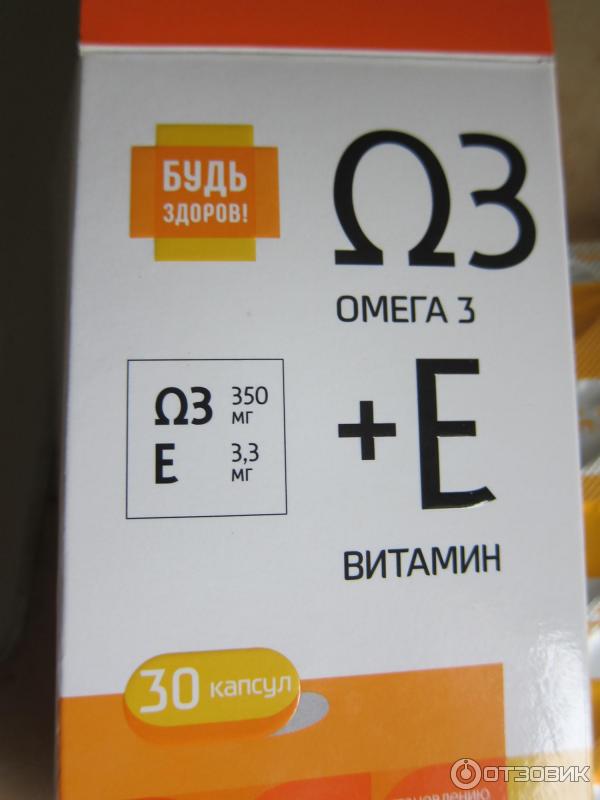 БУДЬ
ЗДОРОВ!
Ω3
ОМЕГА 3
Ω3 350 МГ
E 3,3 МГ
+E
ВИТАМИН
30 капсул
ОТЗОВИК